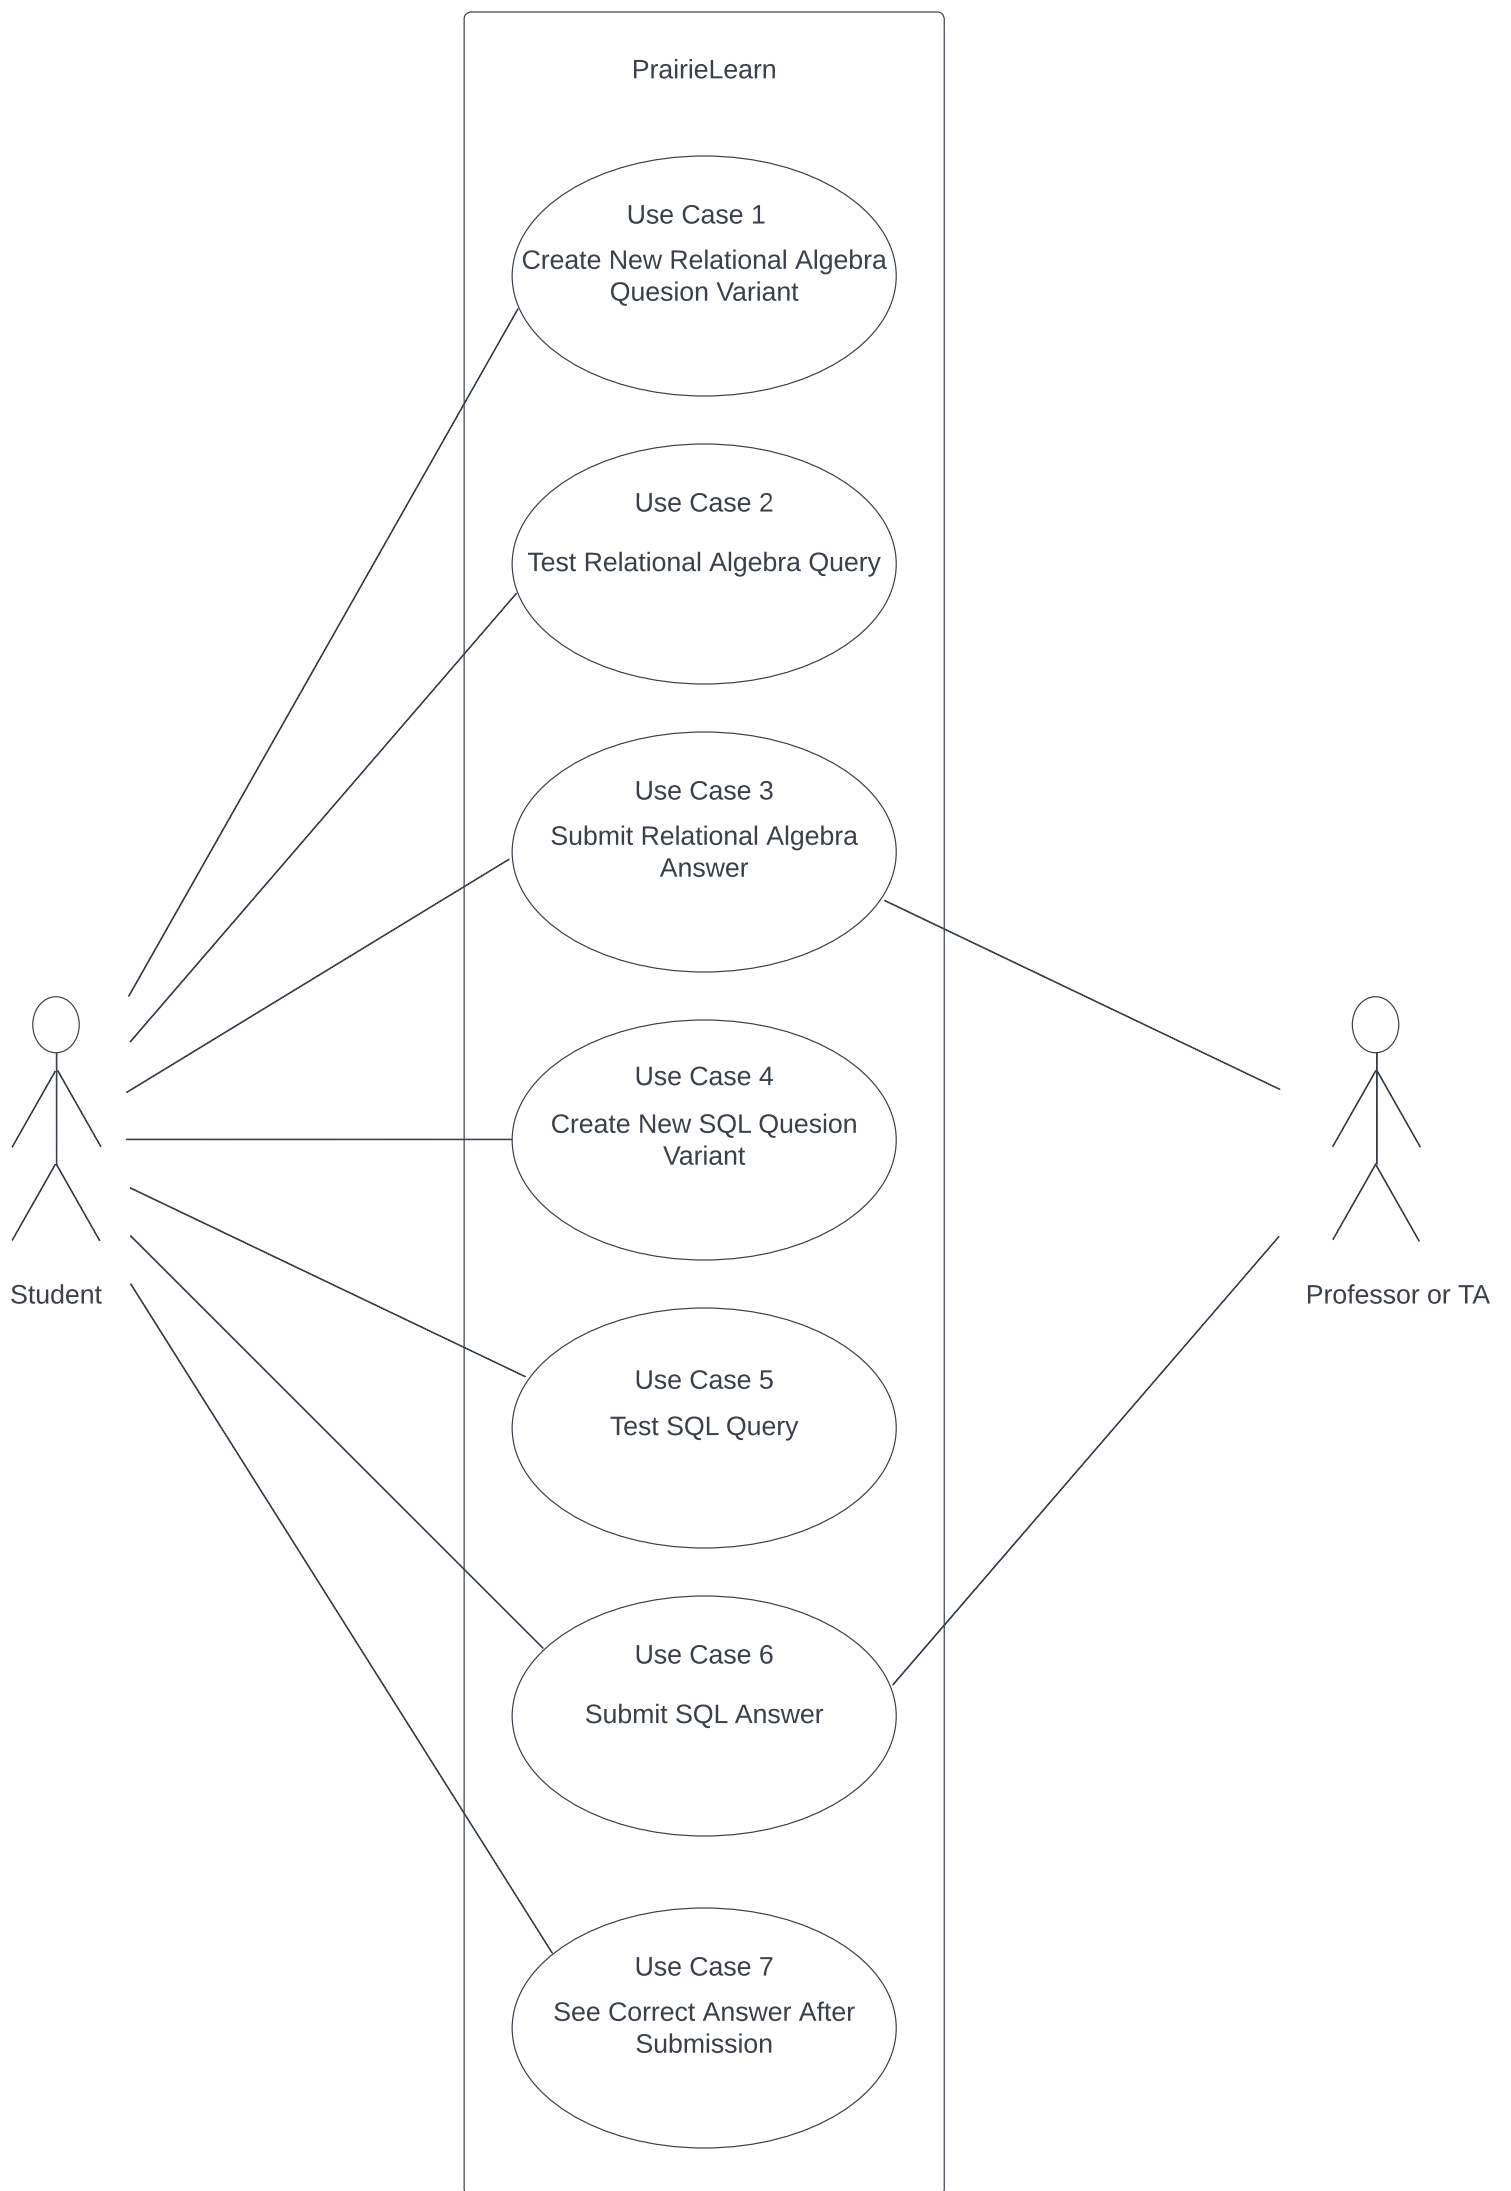 PrairieLearn
Use Case 1
Create New Relational Algebra
Quesion Variant
Use Case 2
Test Relational Algebra Query
Use Case 3
Submit Relational Algebra
Answer
Use Case 4
Create New SQL Quesion
Variant
Student
Professor or TA
Use Case 5
Test SQL Query
Use Case 6
Submit SQL Answer
Use Case 7
See Correct Answer After
Submission